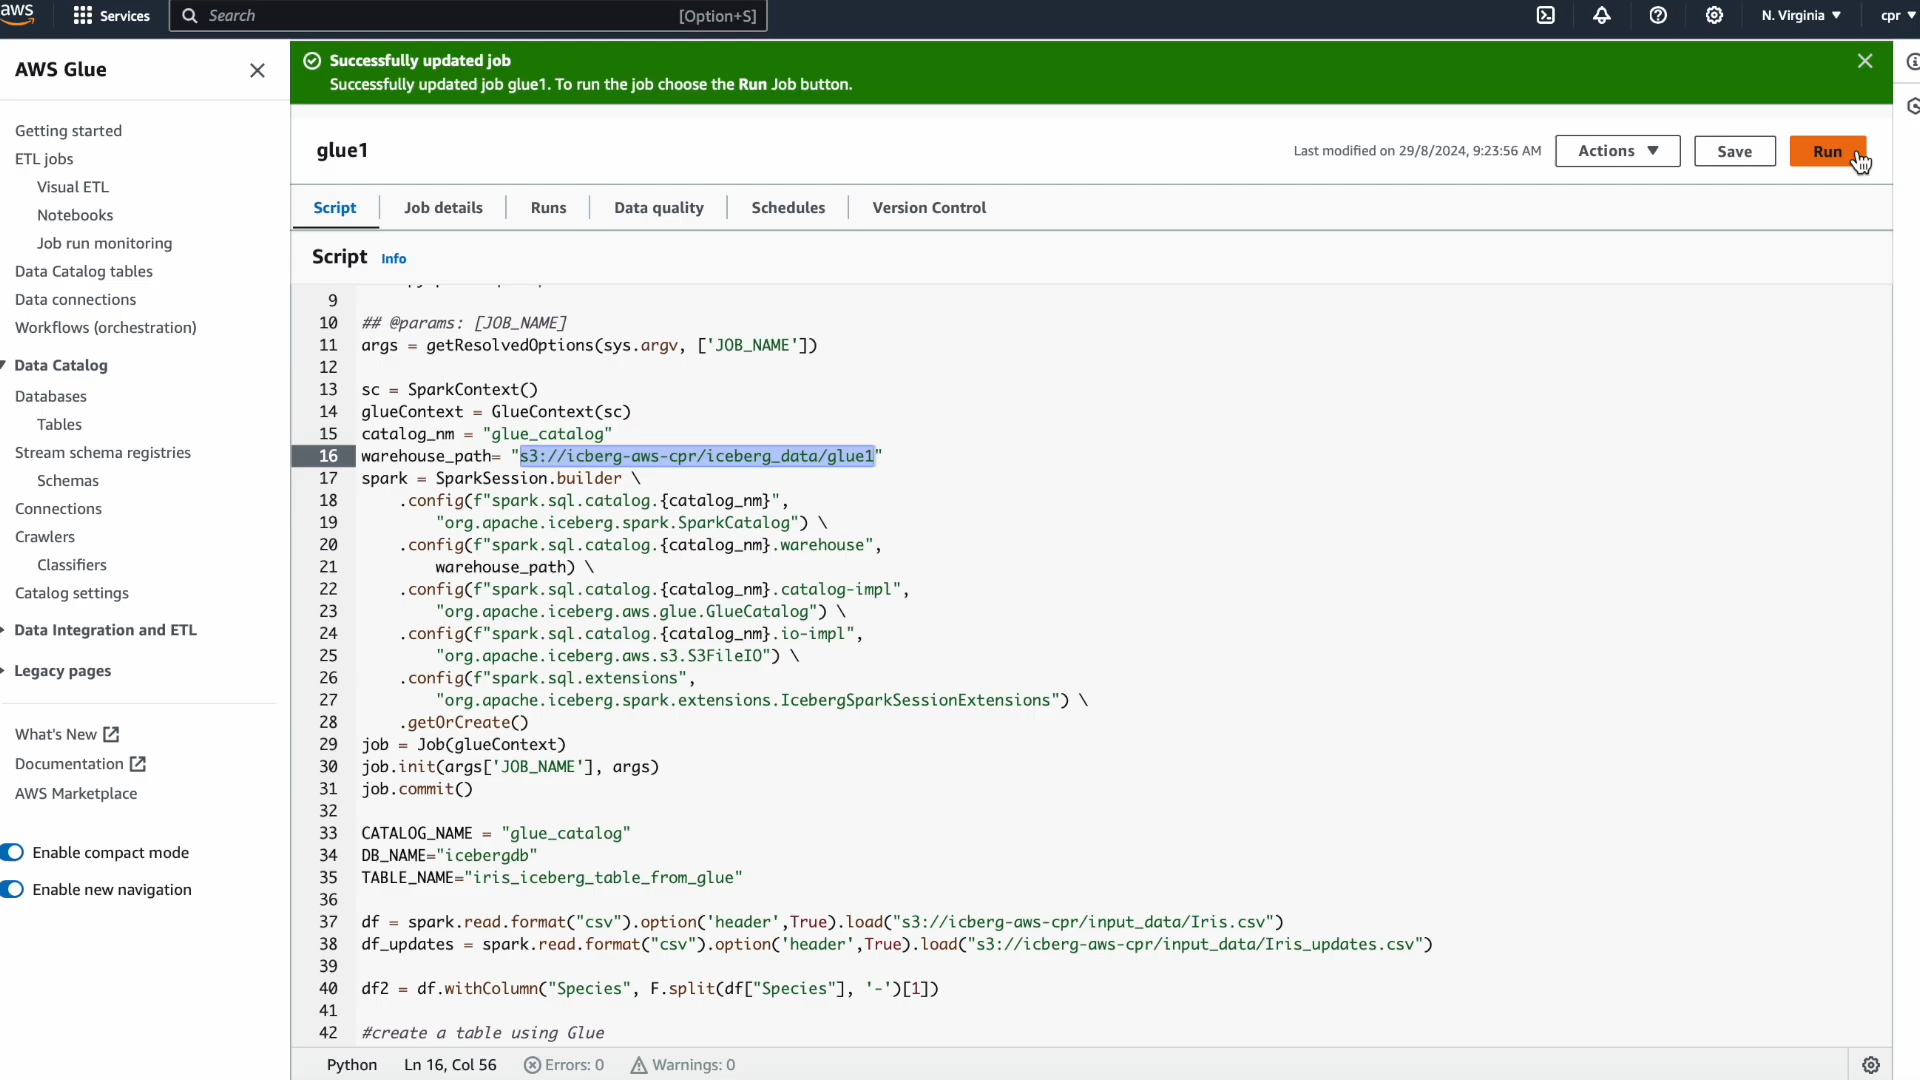 aws
Services
Search
[Option+S]
N. Virginia ▼
cpr ▼
AWS Glue
Getting started
ETL jobs
Visual ETL
Notebooks
Job run monitoring
Data Catalog tables
Data connections
Workflows (orchestration)
Data Catalog
Databases
Tables
Stream schema registries
Schemas
Connections
Crawlers
Classifiers
Catalog settings
Data Integration and ETL
Legacy pages
What's New
Documentation
AWS Marketplace
Enable compact mode
Enable new navigation
Successfully updated job
Successfully updated job glue1. To run the job choose the Run Job button.
glue1
Last modified on 29/8/2024, 9:23:56 AM
Actions ▼
Save
Run
Script
Job details
Runs
Data quality
Schedules
Version Control
Script Info
9
10 ## @params: [JOB_NAME]
11 args = getResolvedOptions(sys.argv, ['JOB_NAME'])
12
13 sc = SparkContext()
14 glueContext = GlueContext(sc)
15 catalog_nm = "glue_catalog"
16 warehouse_path= "s3://icberg-aws-cpr/iceberg_data/glue1"
17 spark = SparkSession.builder \
18 .config(f"spark.sql.catalog.{catalog_nm}",
19 "org.apache.iceberg.spark.SparkCatalog") \
20 .config(f"spark.sql.catalog.{catalog_nm}.warehouse",
21 warehouse_path) \
22 .config(f"spark.sql.catalog.{catalog_nm}.catalog-impl",
23 "org.apache.iceberg.aws.glue.GlueCatalog") \
24 .config(f"spark.sql.catalog.{catalog_nm}.io-impl",
25 "org.apache.iceberg.aws.s3.S3FileIO") \
26 .config(f"spark.sql.extensions",
27 "org.apache.iceberg.spark.extensions.IcebergSparkSessionExtensions") \
28 .getOrCreate()
29 job = Job(glueContext)
30 job.init(args['JOB_NAME'], args)
31 job.commit()
32
33 CATALOG_NAME = "glue_catalog"
34 DB_NAME="icebergdb"
35 TABLE_NAME="iris_iceberg_table_from_glue"
36
37 df = spark.read.format("csv").option('header',True).load("s3://icberg-aws-cpr/input_data/Iris.csv")
38 df_updates = spark.read.format("csv").option('header',True).load("s3://icberg-aws-cpr/input_data/Iris_updates.csv")
39
40 df2 = df.withColumn("Species", F.split(df["Species"], '-')[1])
41
42 #create a table using Glue
Python Ln 16, Col 56 Errors: 0 Warnings: 0